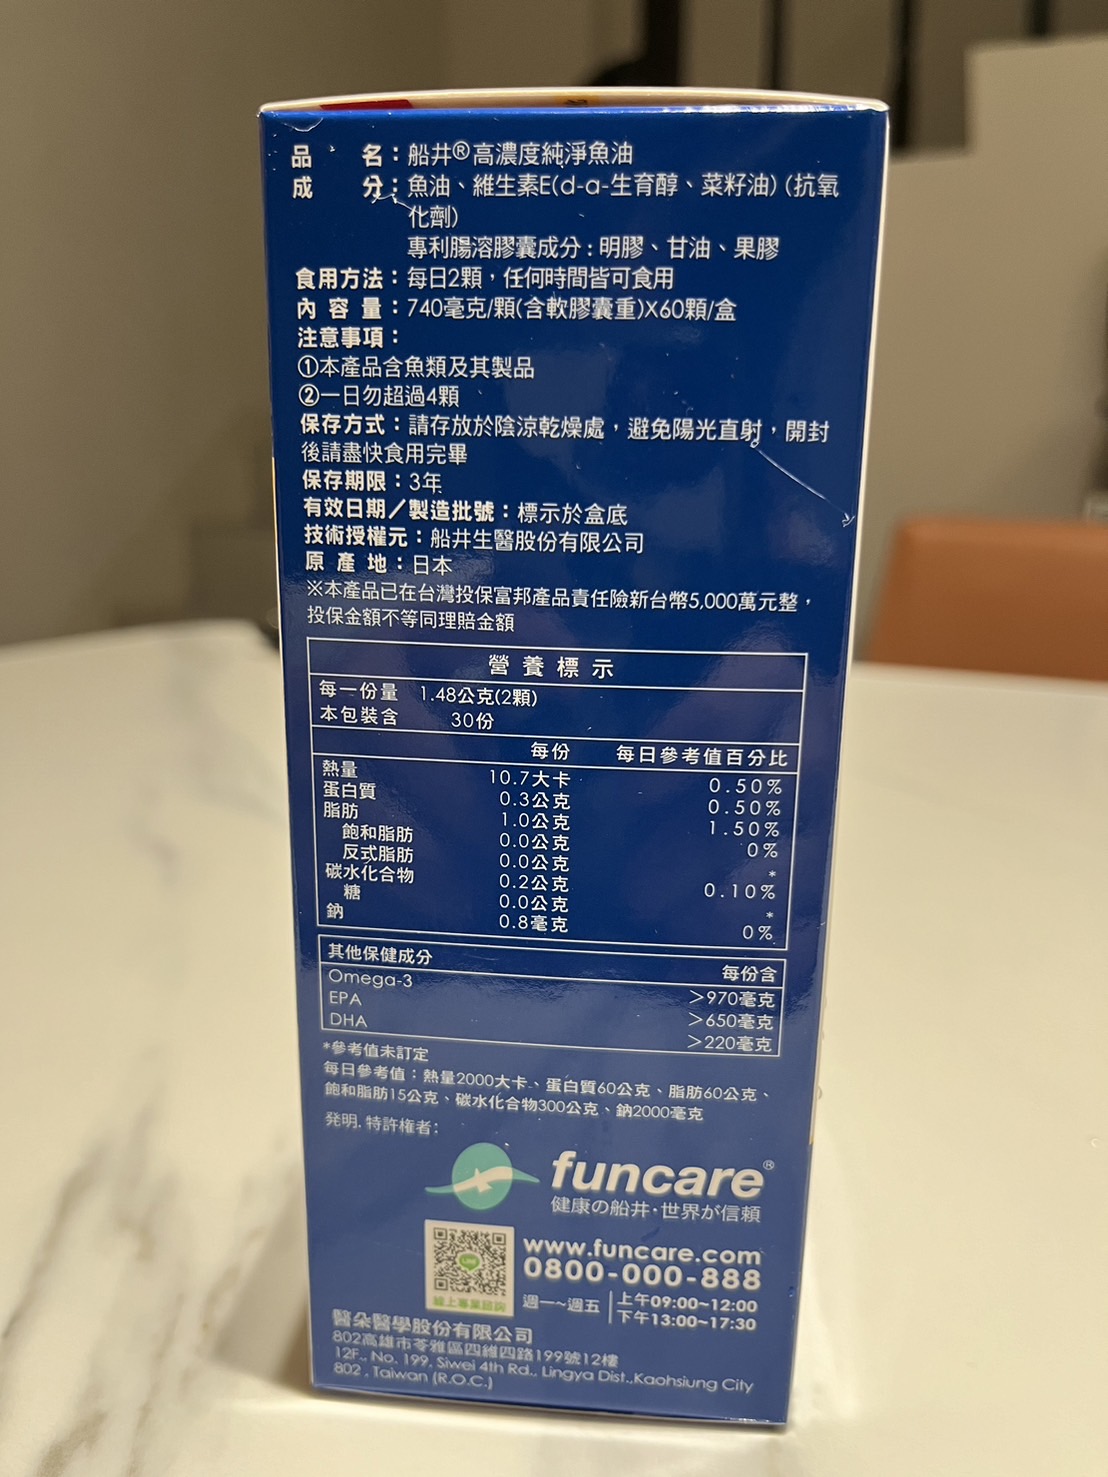 品　　名：船井®高濃度純淨魚油
成　　分：魚油、維生素E(d-α-生育醇、菜籽油) (抗氧
化劑)
專利腸溶膠囊成分：明膠、甘油、果膠
食用方法：每日2顆，任何時間皆可食用
內 容 量：740毫克/顆(含軟膠囊重)X60顆/盒
注意事項：
①本產品含魚類及其製品
②一日勿超過4顆
保存方式：請存放於陰涼乾燥處，避免陽光直射，開封
後請盡快食用完畢
保存期限：3年
有效日期／製造批號：標示於盒底
技術授權元：船井生醫股份有限公司
原 產 地：日本
※本產品已在台灣投保富邦產品責任險新台幣5,000萬元整，
投保金額不等同理賠金額
營養標示
每一份量 1.48公克(2顆)
本包裝含 30份
每份 每日參考值百分比
熱量 10.7大卡 0.50%
蛋白質 0.3公克 0.50%
脂肪 1.0公克 1.50%
飽和脂肪 0.0公克 0%
反式脂肪 0.0公克 *
碳水化合物 0.2公克 0.10%
糖 0.0公克 *
鈉 0.8毫克 0%
其他保健成分 每份含
Omega-3 >970毫克
EPA >650毫克
DHA >220毫克
*參考值未訂定
每日參考值：熱量2000大卡、蛋白質60公克、脂肪60公克、
飽和脂肪15公克、碳水化合物300公克、鈉2000毫克
発明. 特許権者:
funcare®
健康の船井·世界が信頼
www.funcare.com
0800-000-888
週一~週五 上午09:00~12:00
下午13:00~17:30
LINE
線上專業諮詢
醫朵醫學股份有限公司
802高雄市苓雅區四維四路199號12樓
12F., No. 199, Siwei 4th Rd., Lingya Dist.,Kaohsiung City
802 , Taiwan (R.O.C.)